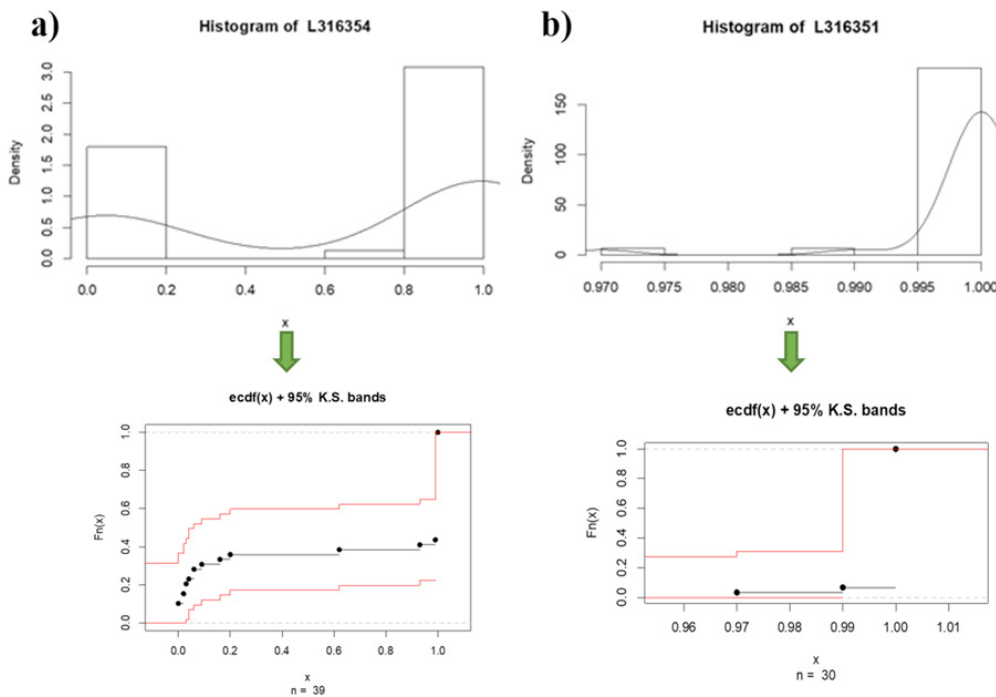 a)
Histogram of L316354
Density
3.0
2.5
2.0
1.5
1.0
0.5
0.0
0.0 0.2 0.4 0.6 0.8 1.0
x
ecdf(x) + 95% K.S. bands
Fn(x)
1.0
0.8
0.6
0.4
0.2
0.0
0.0 0.2 0.4 0.6 0.8 1.0
x
n = 39
b)
Histogram of L316351
Density
150
100
50
0
0.970 0.975 0.980 0.985 0.990 0.995 1.000
x
ecdf(x) + 95% K.S. bands
Fn(x)
1.0
0.8
0.6
0.4
0.2
0.0
0.96 0.97 0.98 0.99 1.00 1.01
x
n = 30